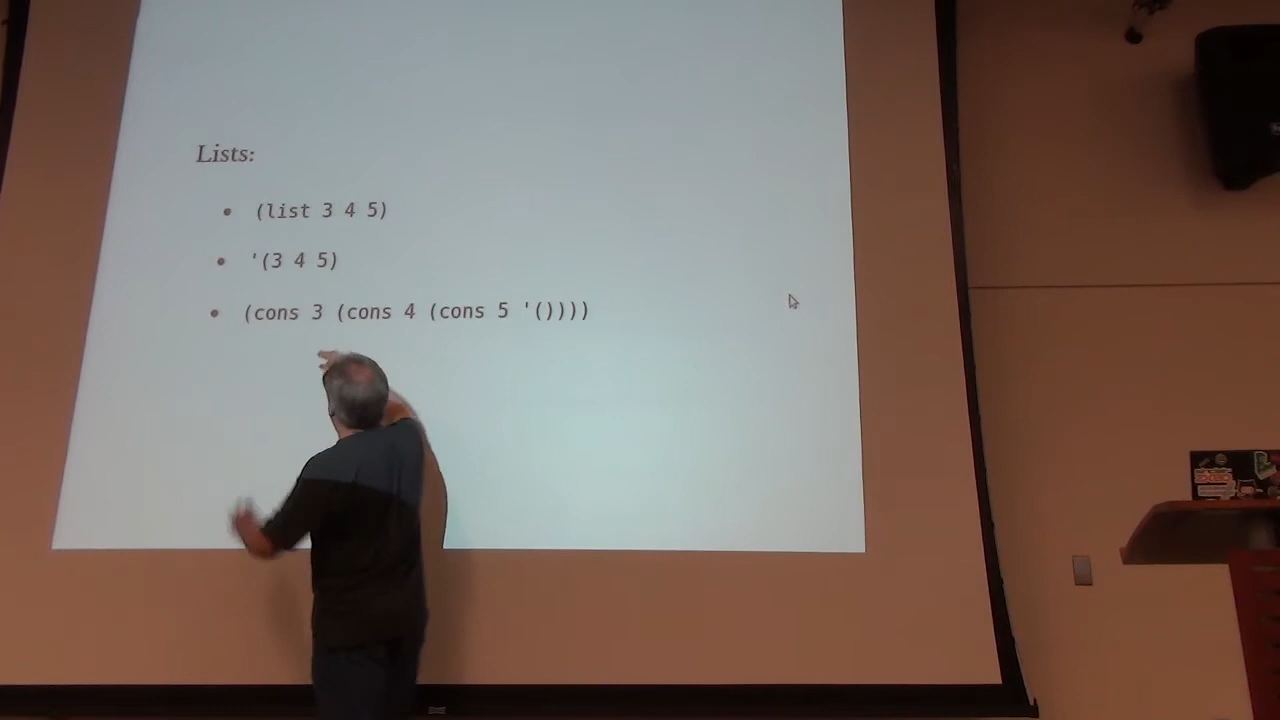 Lists:
• (list 3 4 5)
• '(3 4 5)
• (cons 3 (cons 4 (cons 5 '())))